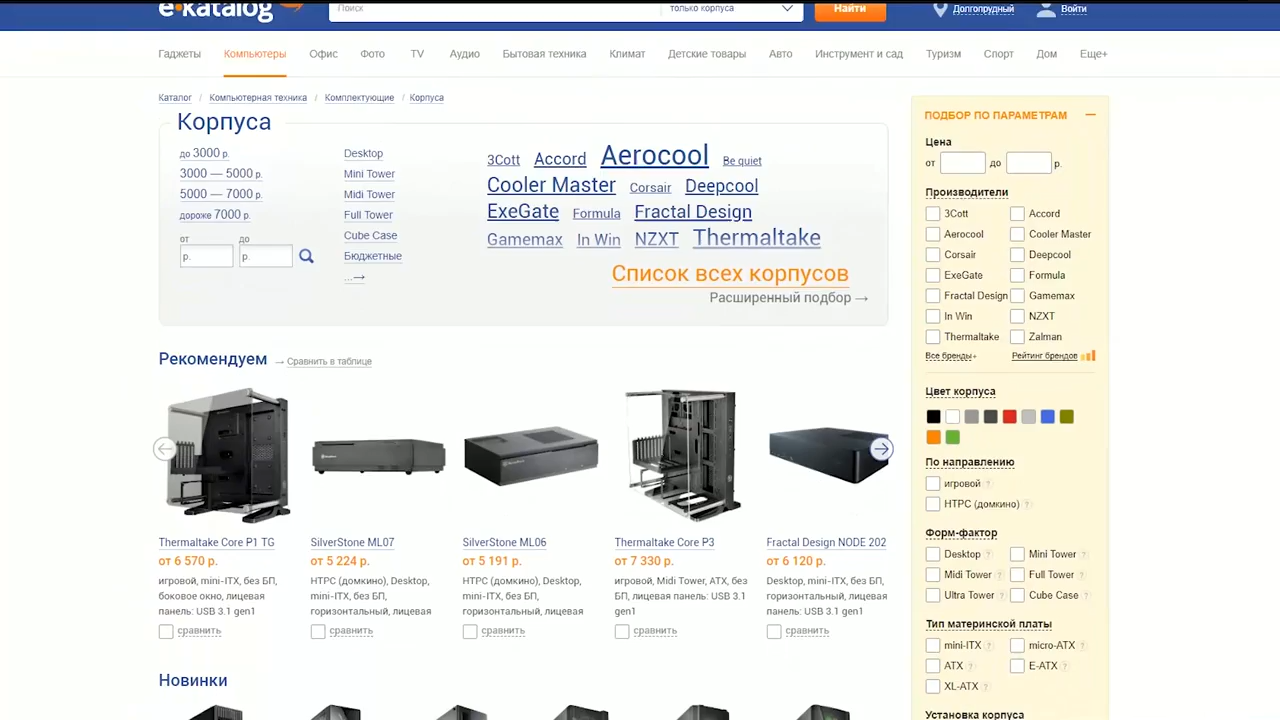 e·katalog
Поиск
только корпуса
Найти
Долгопрудный
Войти
Гаджеты Компьютеры Офис Фото TV Аудио Бытовая техника Климат Детские товары Авто Инструмент и сад Туризм Спорт Дом Еще+
Каталог / Компьютерная техника / Комплектующие / Корпуса
Корпуса
до 3000 р.
3000 — 5000 р.
5000 — 7000 р.
дороже 7000 р.
от до
р. р.
Desktop
Mini Tower
Midi Tower
Full Tower
Cube Case
Бюджетные
...→
3Cott Accord Aerocool Be quiet
Cooler Master Corsair Deepcool
ExeGate Formula Fractal Design
Gamemax In Win NZXT Thermaltake
Список всех корпусов
Расширенный подбор →
Рекомендуем → Сравнить в таблице
Thermaltake Core P1 TG
от 6 570 р.
игровой, mini-ITX, без БП,
боковое окно, лицевая
панель: USB 3.1 gen1
сравнить
SilverStone ML07
от 5 224 р.
HTPC (домкино), Desktop,
mini-ITX, без БП,
горизонтальный, лицевая
сравнить
SilverStone ML06
от 5 191 р.
HTPC (домкино), Desktop,
mini-ITX, без БП,
горизонтальный, лицевая
сравнить
Thermaltake Core P3
от 7 330 р.
игровой, Midi Tower, ATX, без
БП, лицевая панель: USB 3.1
gen1
сравнить
Fractal Design NODE 202
от 6 120 р.
Desktop, mini-ITX, без БП,
горизонтальный, лицевая
панель: USB 3.1 gen1
сравнить
Новинки
ПОДБОР ПО ПАРАМЕТРАМ —
Цена
от до р.
Производители
3Cott Accord
Aerocool Cooler Master
Corsair Deepcool
ExeGate Formula
Fractal Design Gamemax
In Win NZXT
Thermaltake Zalman
Все бренды+ Рейтинг брендов
Цвет корпуса
По направлению
игровой ?
HTPC (домкино) ?
Форм-фактор
Desktop ? Mini Tower ?
Midi Tower ? Full Tower ?
Ultra Tower ? Cube Case ?
Тип материнской платы
mini-ITX ? micro-ATX ?
ATX ? E-ATX ?
XL-ATX ?
Установка корпуса